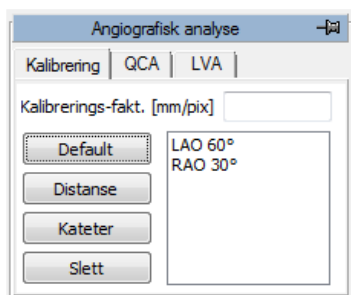 Angiografisk analyse
Kalibrering QCA LVA
Kalibrerings-fakt. [mm/pix]
Default
LAO 60°
RAO 30°
Distanse
Kateter
Slett